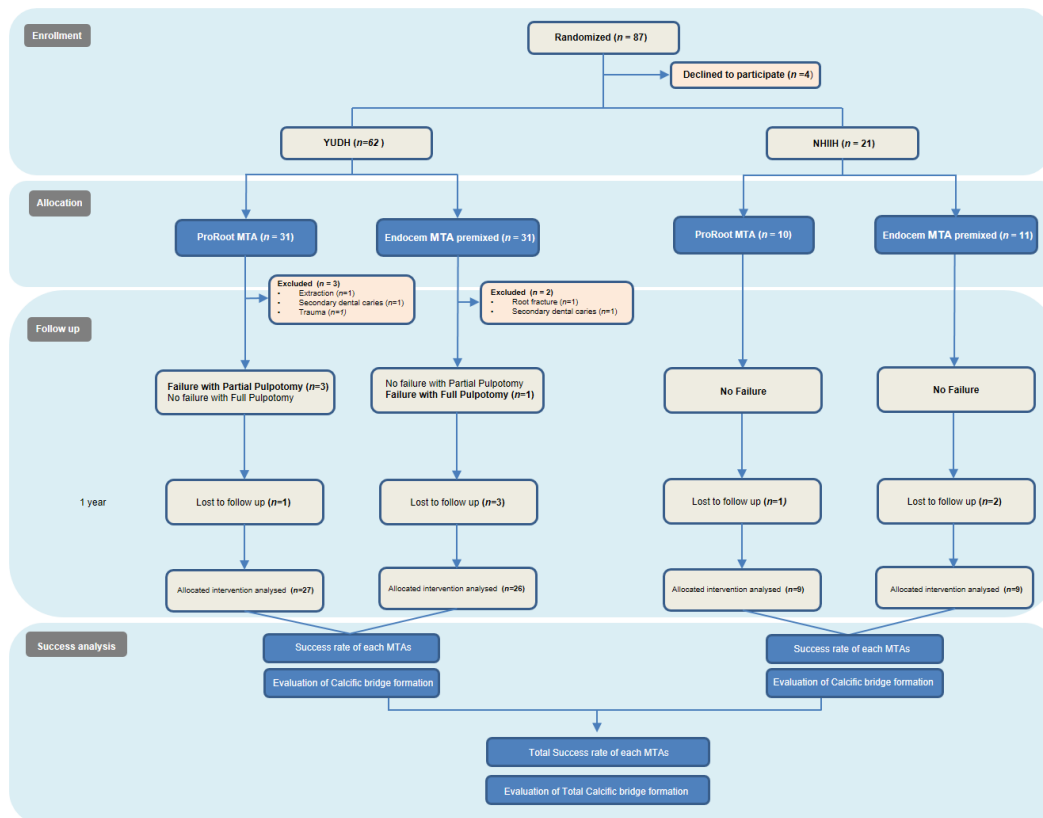 Enrollment
Randomized (n = 87)
Declined to participate (n =4)
YUDH (n=62 )
NHIIH (n = 21)
Allocation
ProRoot MTA (n = 31)
Endocem MTA premixed (n = 31)
ProRoot MTA (n = 10)
Endocem MTA premixed (n = 11)
Excluded (n = 3)
• Extraction (n=1)
• Secondary dental caries (n=1)
• Trauma (n=1)
Excluded (n = 2)
• Root fracture (n=1)
• Secondary dental caries (n=1)
Follow up
Failure with Partial Pulpotomy (n=3)
No failure with Full Pulpotomy
No failure with Partial Pulpotomy
Failure with Full Pulpotomy (n=1)
No Failure
No Failure
1 year
Lost to follow up (n=1)
Lost to follow up (n=3)
Lost to follow up (n=1)
Lost to follow up (n=2)
Allocated intervention analysed (n=27)
Allocated intervention analysed (n=26)
Allocated intervention analysed (n=9)
Allocated intervention analysed (n=9)
Success analysis
Success rate of each MTAs
Evaluation of Calcific bridge formation
Success rate of each MTAs
Evaluation of Calcific bridge formation
Total Success rate of each MTAs
Evaluation of Total Calcific bridge formation